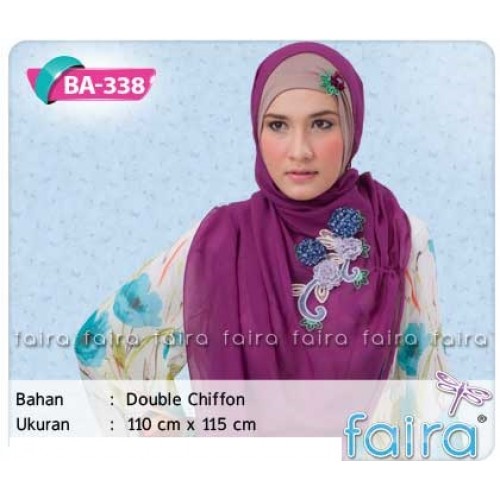 BA-338
faira faira faira faira faira faira faira
Bahan : Double Chiffon
Ukuran : 110 cm x 115 cm
faira®